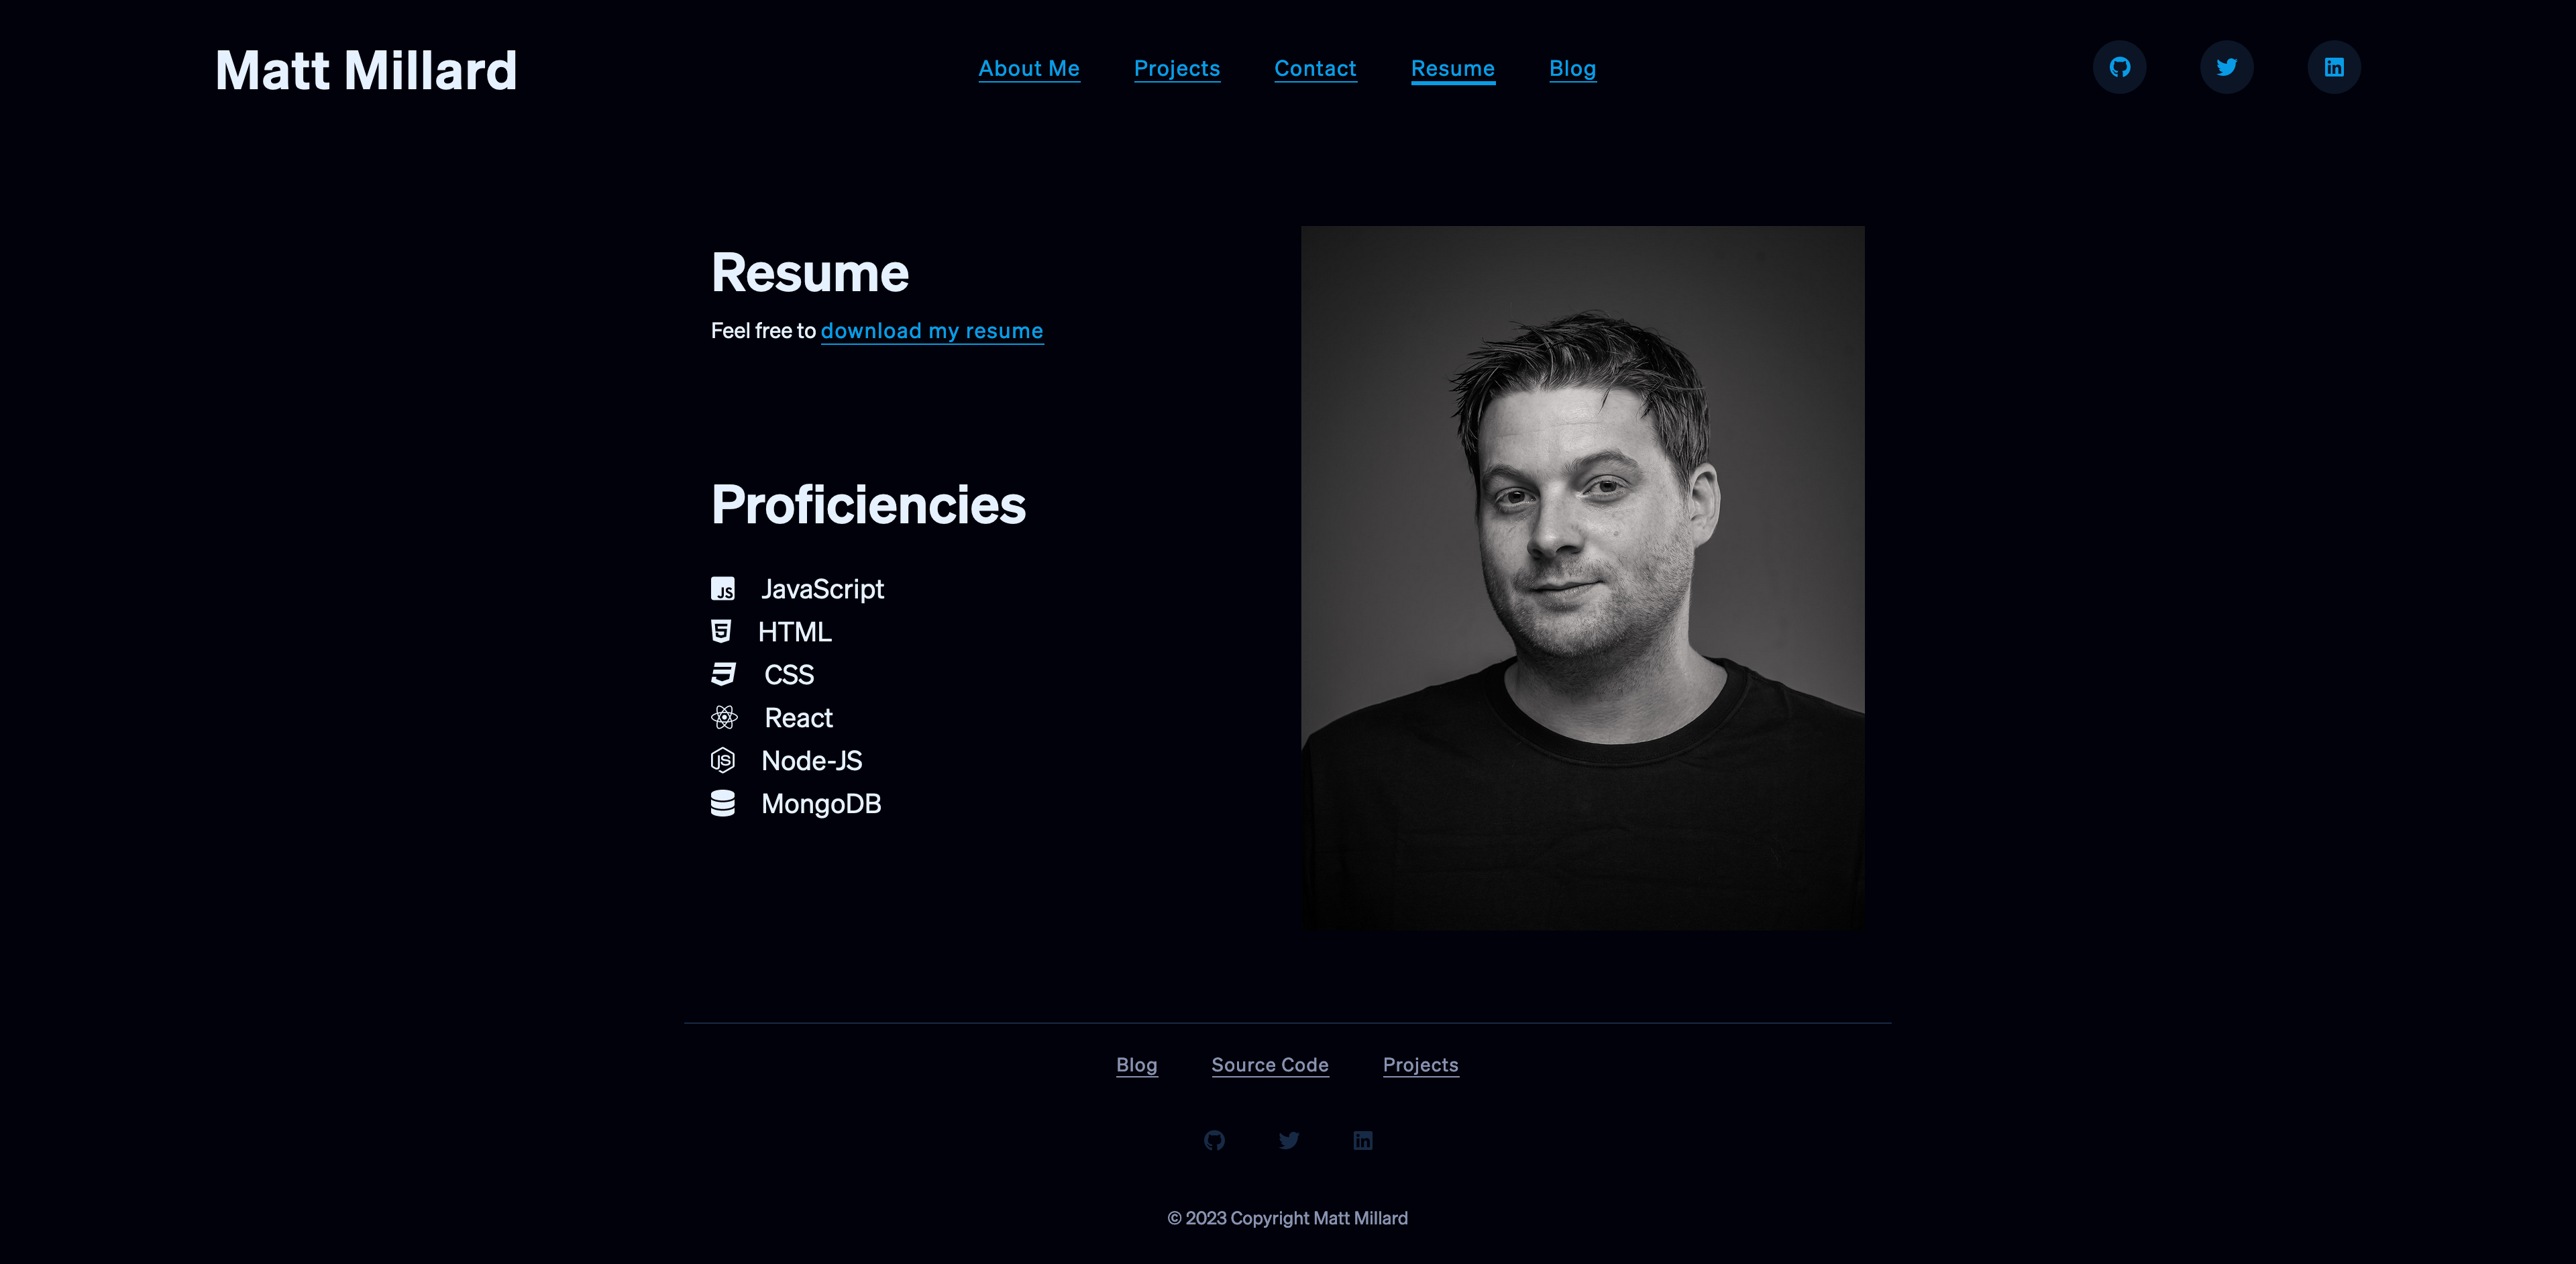 Matt Millard
About Me Projects Contact Resume Blog
Resume
Feel free to download my resume
Proficiencies
JavaScript
HTML
CSS
React
Node-JS
MongoDB
Blog Source Code Projects
© 2023 Copyright Matt Millard